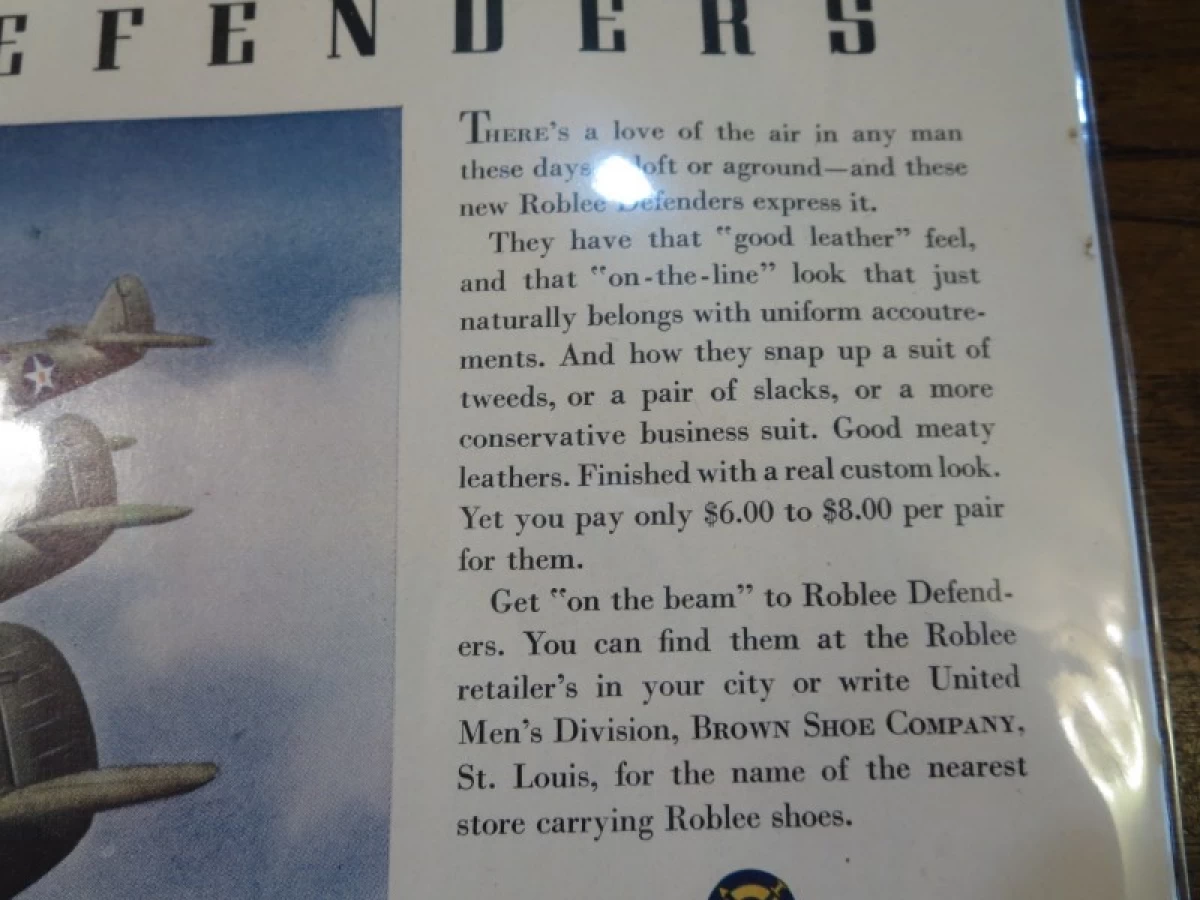 EFENDERS
THERE'S a love of the air in any man
these days loft or aground—and these
new Roblee Defenders express it.
They have that "good leather" feel,
and that "on-the-line" look that just
naturally belongs with uniform accoutre-
ments. And how they snap up a suit of
tweeds, or a pair of slacks, or a more
conservative business suit. Good meaty
leathers. Finished with a real custom look.
Yet you pay only $6.00 to $8.00 per pair
for them.
Get "on the beam" to Roblee Defend-
ers. You can find them at the Roblee
retailer's in your city or write United
Men's Division, BROWN SHOE COMPANY,
St. Louis, for the name of the nearest
store carrying Roblee shoes.